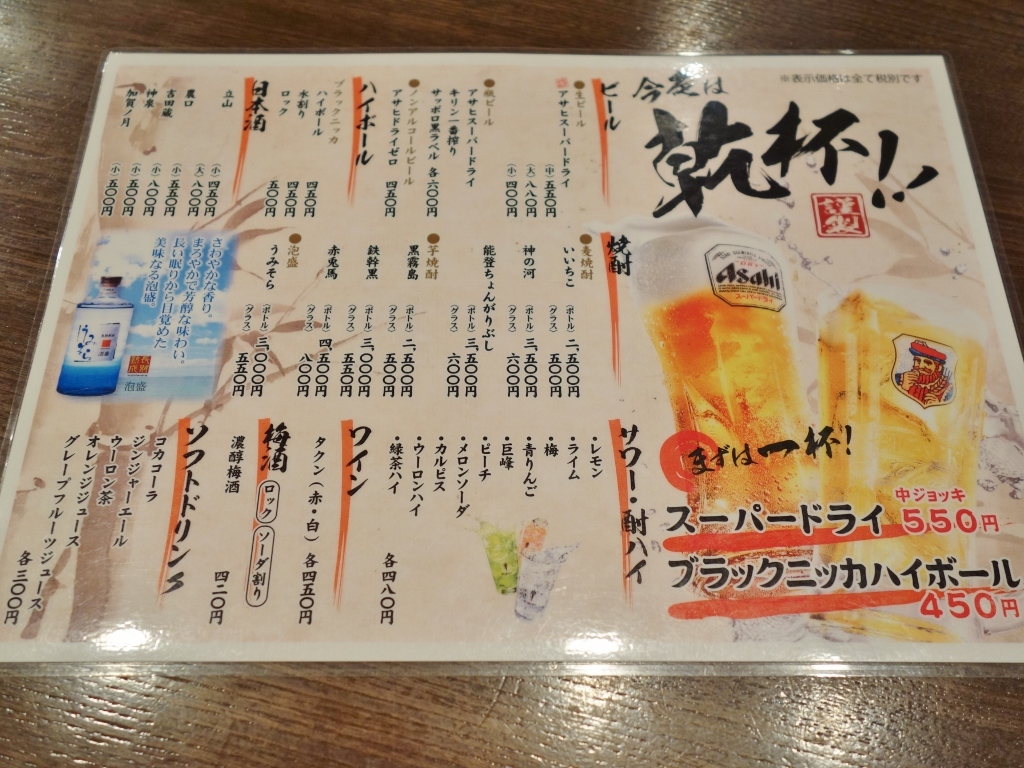 ※表示価格は全て税別です
今夜は
乾杯!!
謹製
Asahi
スーパードライ
まずは一杯!
中ジョッキ
スーパードライ 550円
ブラックニッカハイボール
450円
ビール
●生ビール
アサヒスーパードライ
(中)五五〇円
(大)八八〇円
(小)四〇〇円
アサヒスーパードライ
キリン一番搾り
サッポロ黒ラベル 各六〇〇円
●ノンアルコールビール
アサヒドライゼロ 四五〇円
ハイボール
ブラックニッカ
ハイボール 四五〇円
水割り 四五〇円
ロック 五〇〇円
日本酒
立山 (小)四五〇円
(大)八〇〇円
農口 (小)五五〇円
吉田蔵 (小)八〇〇円
神泉 (小)五〇〇円
加賀ノ月 (小)五〇〇円
焼酎
●麦焼酎
いいちこ (ボトル)二、五〇〇円
(グラス)五〇〇円
神の河 (ボトル)三、五〇〇円
(グラス)六〇〇円
能登ちょんがりぶし
●芋焼酎
黒霧島 (ボトル)二、五〇〇円
(グラス)五五〇円
鉄幹黒 (ボトル)三、〇〇〇円
(グラス)五五〇円
赤兎馬 (ボトル)四、五〇〇円
(グラス)八〇〇円
●泡盛
うみそら (ボトル)三、〇〇〇円
(グラス)五五〇円
さわやかな香り。
まろやかで芳醇な味わい。
長い眠りから目覚めた
美味なる泡盛。
泡盛
サワー・酎ハイ
・レモン
・ライム
・梅
・青りんご
・巨峰
・ピーチ
・メロンソーダ
・カルピス
・ウーロンハイ
・緑茶ハイ 各四八〇円
ワイン
タクン(赤・白) 各四五〇円
梅酒 ロック ソーダ割り
濃醇梅酒 四二〇円
ソフトドリンク
コカコーラ
ジンジャーエール
ウーロン茶
オレンジジュース
グレープフルーツジュース
各三〇〇円